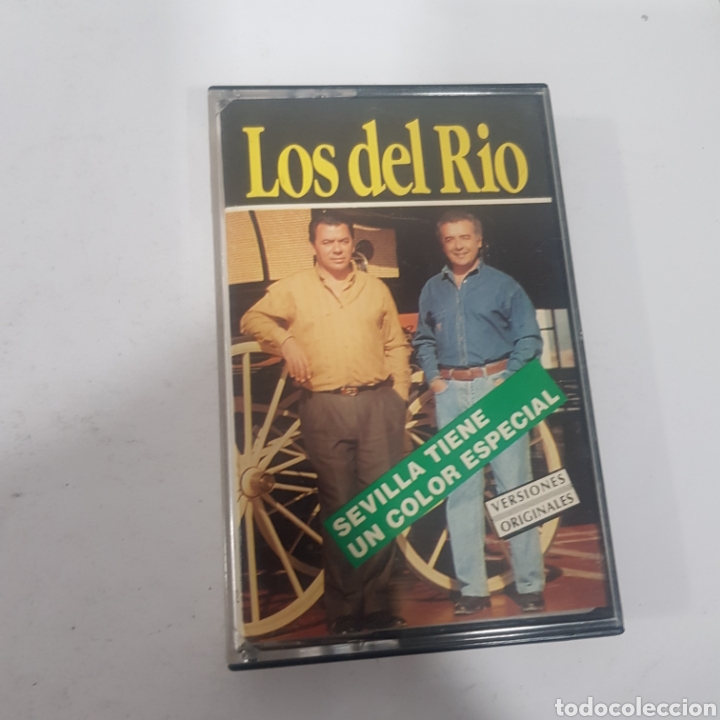 Los del Rio
SEVILLA TIENE
UN COLOR ESPECIAL
VERSIONES
ORIGINALES
todocoleccion